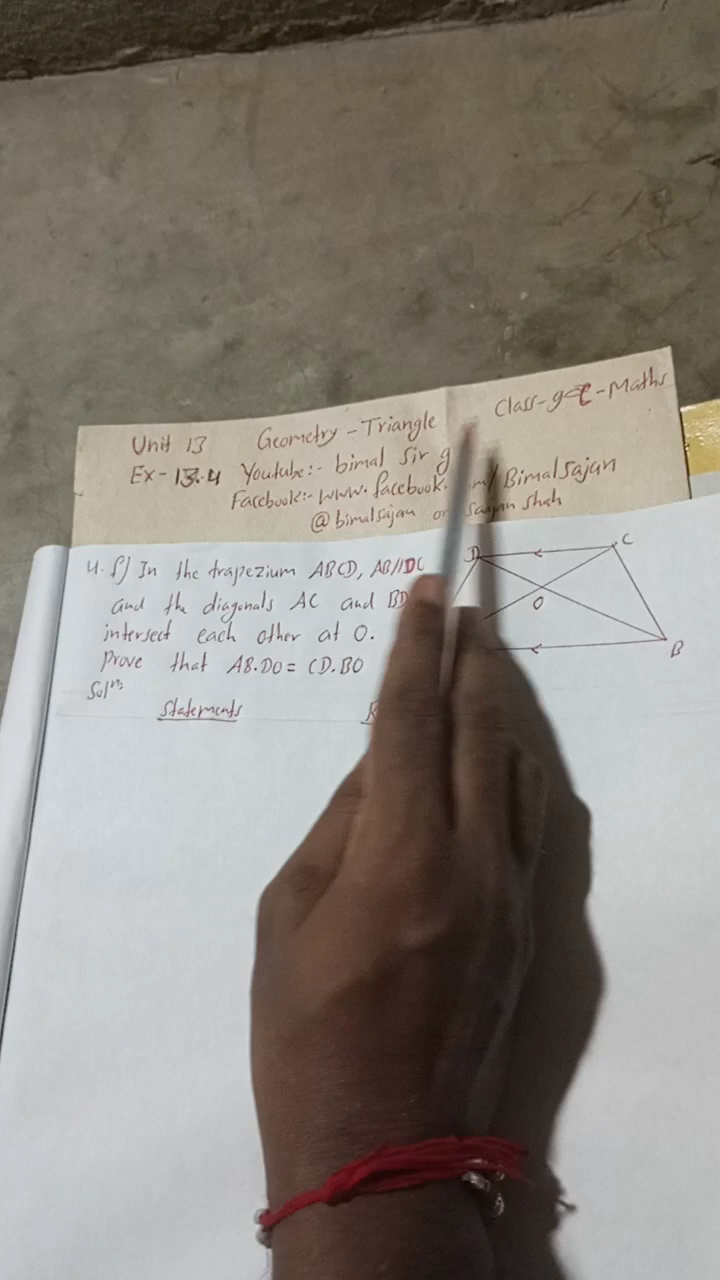 Unit 13 Geometry - Triangle Class- 9 - Maths
Ex- 13.4 Youtube:- bimal sir g
Facebook:- www.facebook. m/Bimalsajan
@bimalsajan or sanjan shah
4. f) In the trapezium ABCD, AB//DC
and the diagonals AC and BD
intersect each other at O.
Prove that AB.DO = CD.BO
Solⁿ:
Statements
D
C
O
B